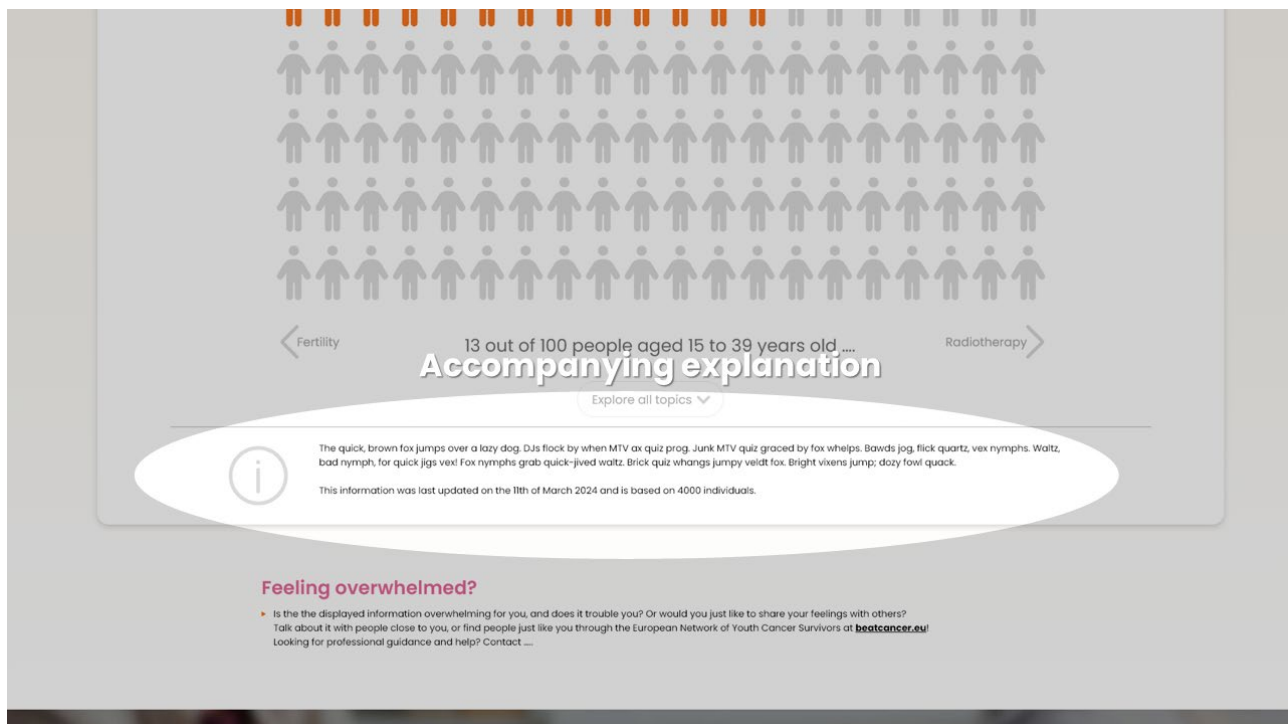 Fertility
13 out of 100 people aged 15 to 39 years old ....
Radiotherapy
Accompanying explanation
Explore all topics
The quick, brown fox jumps over a lazy dog. DJs flock by when MTV ax quiz prog. Junk MTV quiz graced by fox whelps. Bawds jog, flick quartz, vex nymphs. Waltz,
bad nymph, for quick jigs vex! Fox nymphs grab quick-jived waltz. Brick quiz whangs jumpy veldt fox. Bright vixens jump; dozy fowl quack.
This information was last updated on the 11th of March 2024 and is based on 4000 individuals.
Feeling overwhelmed?
Is the the displayed information overwhelming for you, and does it trouble you? Or would you just like to share your feelings with others?
Talk about it with people close to you, or find people just like you through the European Network of Youth Cancer Survivors at beatcancer.eu!
Looking for professional guidance and help? Contact ....